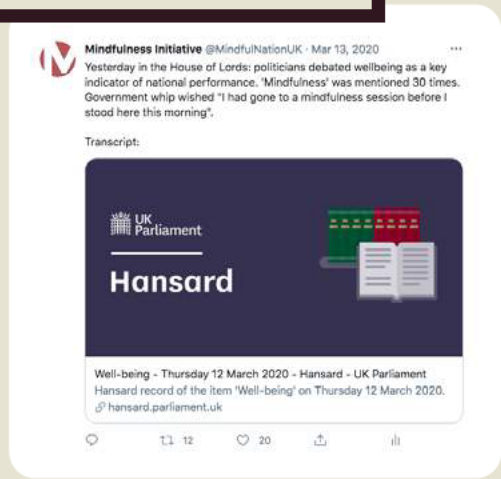 Mindfulness Initiative @MindfulNationUK · Mar 13, 2020
Yesterday in the House of Lords: politicians debated wellbeing as a key
indicator of national performance. 'Mindfulness' was mentioned 30 times.
Government whip wished "I had gone to a mindfulness session before I
stood here this morning".
Transcript:
UK
Parliament
Hansard
Well-being - Thursday 12 March 2020 - Hansard - UK Parliament
Hansard record of the item 'Well-being' on Thursday 12 March 2020.
hansard.parliament.uk
12 20